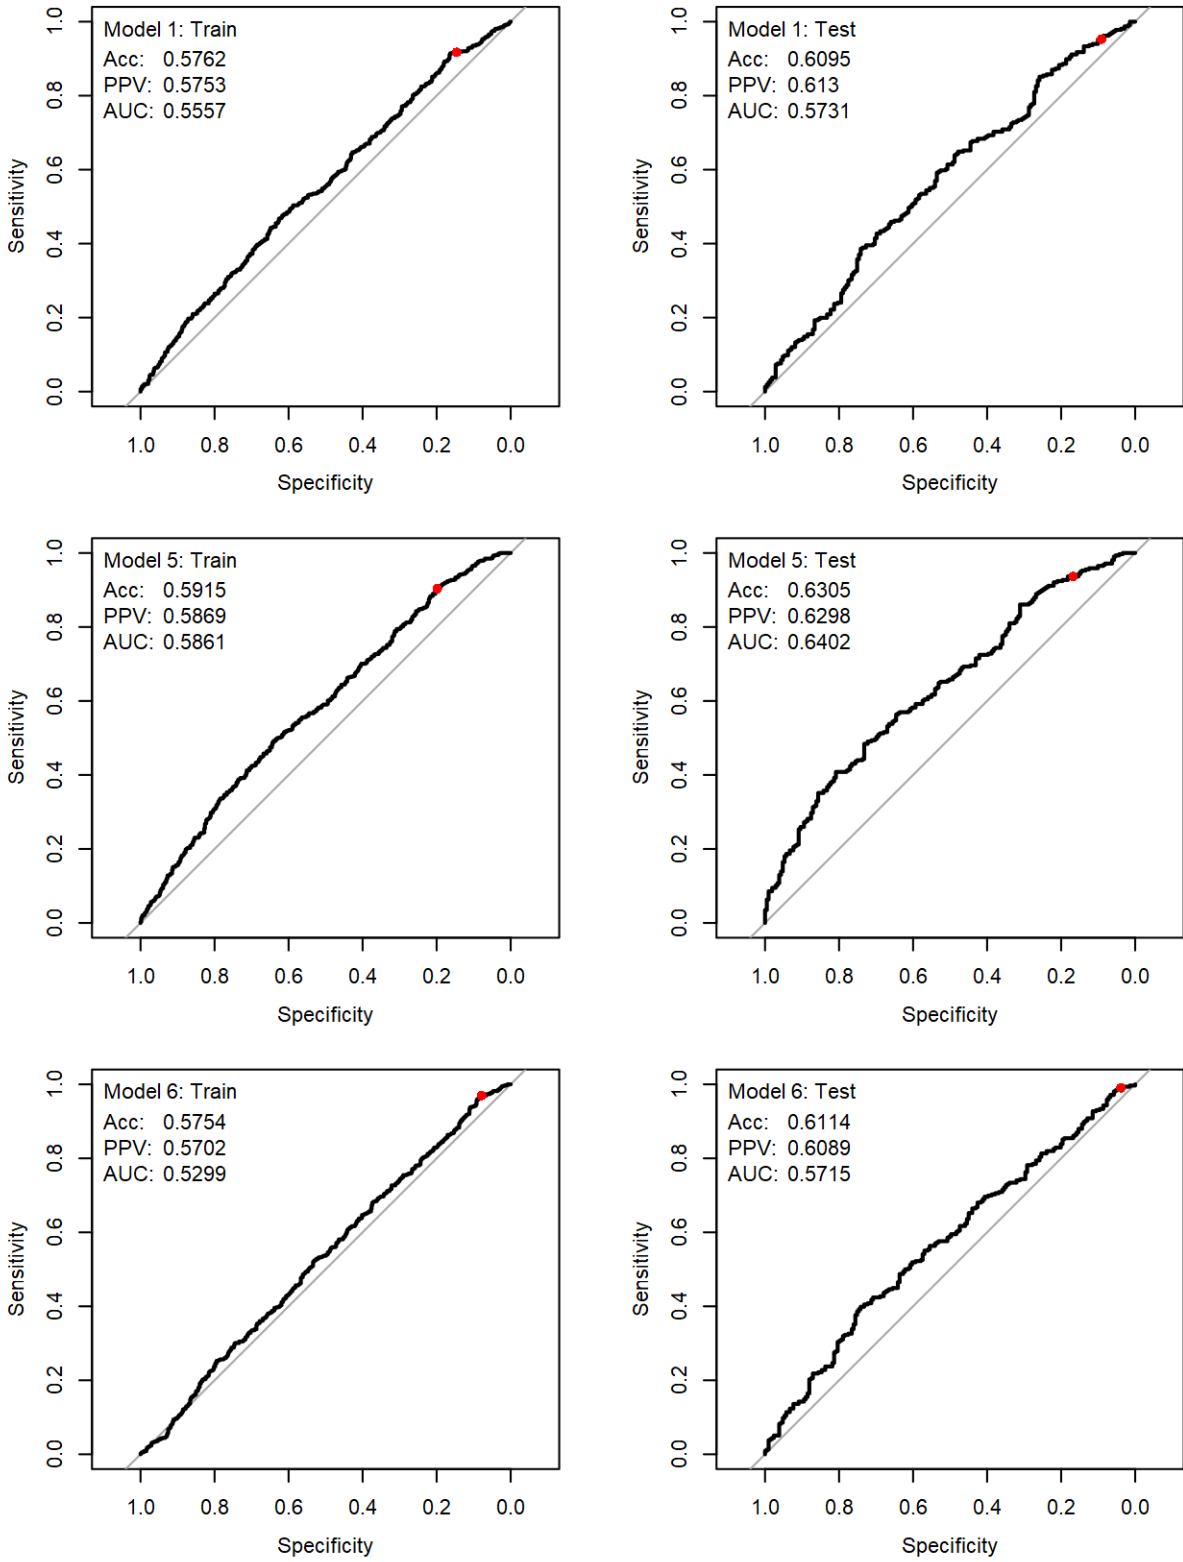 Model 1: Train
Acc: 0.5762
PPV: 0.5753
AUC: 0.5557
Sensitivity
0.0 0.2 0.4 0.6 0.8 1.0
1.0 0.8 0.6 0.4 0.2 0.0
Specificity
Model 1: Test
Acc: 0.6095
PPV: 0.613
AUC: 0.5731
Sensitivity
0.0 0.2 0.4 0.6 0.8 1.0
1.0 0.8 0.6 0.4 0.2 0.0
Specificity
Model 5: Train
Acc: 0.5915
PPV: 0.5869
AUC: 0.5861
Sensitivity
0.0 0.2 0.4 0.6 0.8 1.0
1.0 0.8 0.6 0.4 0.2 0.0
Specificity
Model 5: Test
Acc: 0.6305
PPV: 0.6298
AUC: 0.6402
Sensitivity
0.0 0.2 0.4 0.6 0.8 1.0
1.0 0.8 0.6 0.4 0.2 0.0
Specificity
Model 6: Train
Acc: 0.5754
PPV: 0.5702
AUC: 0.5299
Sensitivity
0.0 0.2 0.4 0.6 0.8 1.0
1.0 0.8 0.6 0.4 0.2 0.0
Specificity
Model 6: Test
Acc: 0.6114
PPV: 0.6089
AUC: 0.5715
Sensitivity
0.0 0.2 0.4 0.6 0.8 1.0
1.0 0.8 0.6 0.4 0.2 0.0
Specificity